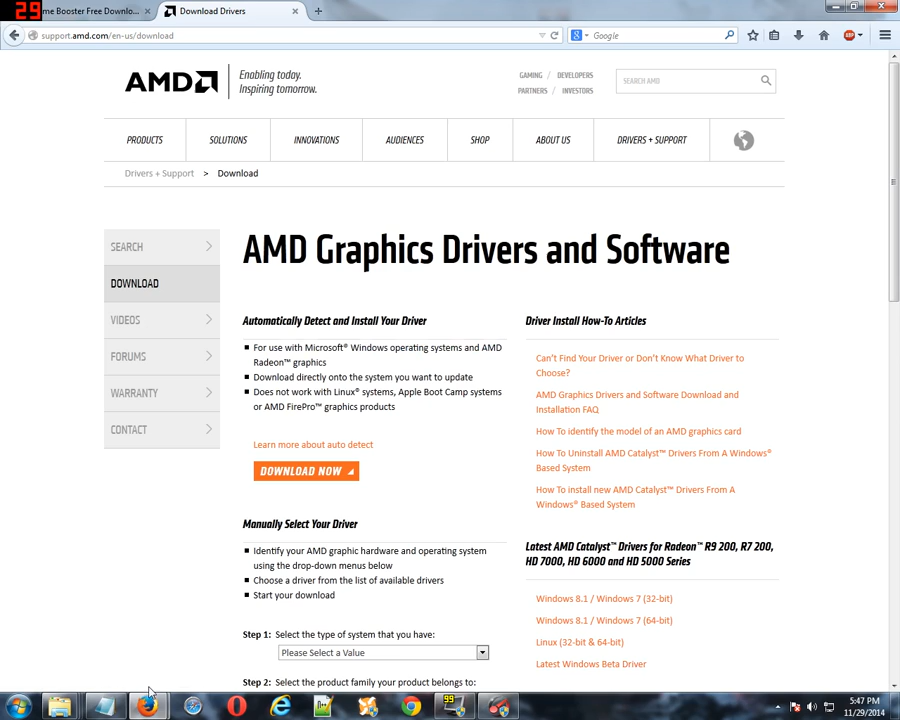 29
me Booster Free Downlo...
Download Drivers
support.amd.com/en-us/download
Google
AMD
Enabling today.
Inspiring tomorrow.
GAMING / DEVELOPERS
PARTNERS / INVESTORS
SEARCH AMD
PRODUCTS
SOLUTIONS
INNOVATIONS
AUDIENCES
SHOP
ABOUT US
DRIVERS + SUPPORT
Drivers + Support > Download
SEARCH
DOWNLOAD
VIDEOS
FORUMS
WARRANTY
CONTACT
AMD Graphics Drivers and Software
Automatically Detect and Install Your Driver
For use with Microsoft® Windows operating systems and AMD
Radeon™ graphics
Download directly onto the system you want to update
Does not work with Linux® systems, Apple Boot Camp systems
or AMD FirePro™ graphics products
Learn more about auto detect
DOWNLOAD NOW
Manually Select Your Driver
Identify your AMD graphic hardware and operating system
using the drop-down menus below
Choose a driver from the list of available drivers
Start your download
Step 1: Select the type of system that you have:
Please Select a Value
Step 2: Select the product family your product belongs to:
Driver Install How-To Articles
Can't Find Your Driver or Don't Know What Driver to
Choose?
AMD Graphics Drivers and Software Download and
Installation FAQ
How To identify the model of an AMD graphics card
How To Uninstall AMD Catalyst™ Drivers From A Windows®
Based System
How To install new AMD Catalyst™ Drivers From A
Windows® Based System
Latest AMD Catalyst™ Drivers for Radeon™ R9 200, R7 200,
HD 7000, HD 6000 and HD 5000 Series
Windows 8.1 / Windows 7 (32-bit)
Windows 8.1 / Windows 7 (64-bit)
Linux (32-bit & 64-bit)
Latest Windows Beta Driver
99
5:47 PM
11/29/2014